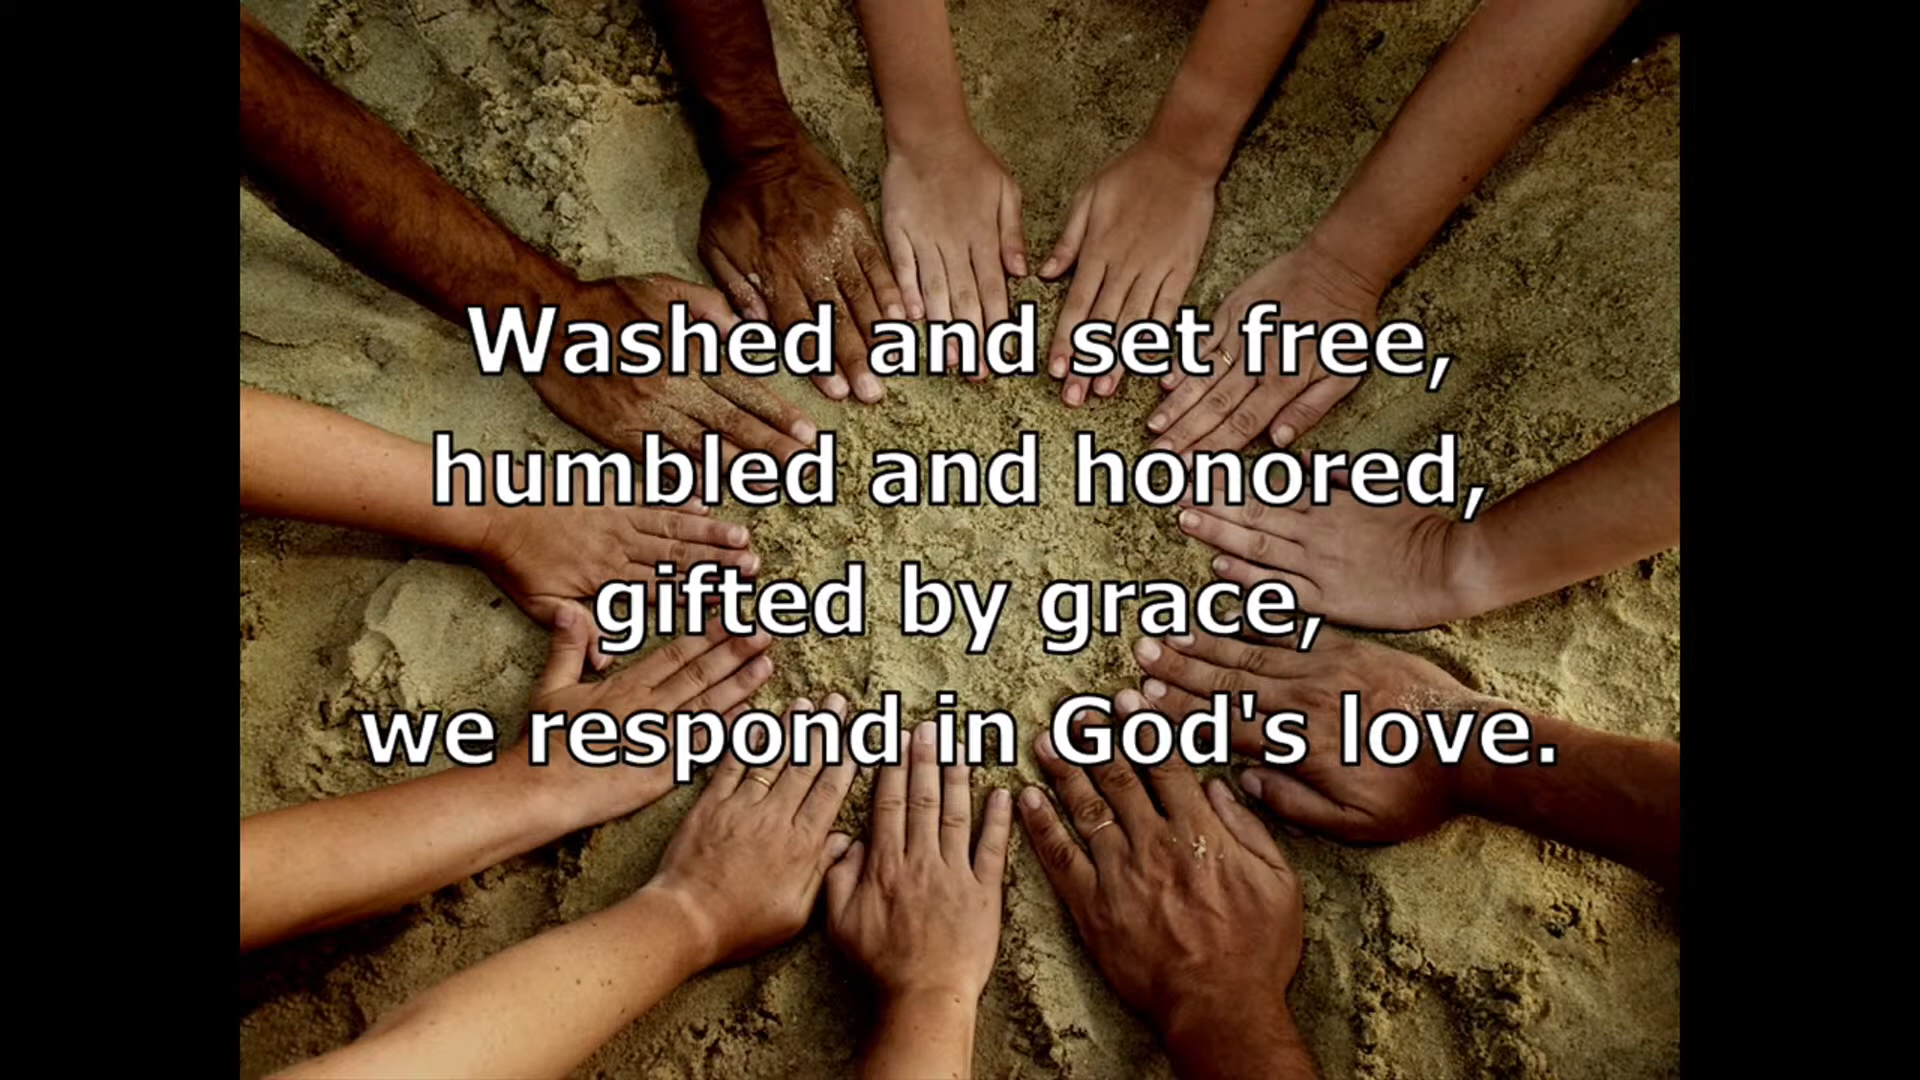 Washed and set free,
humbled and honored,
gifted by grace,
we respond in God's love.